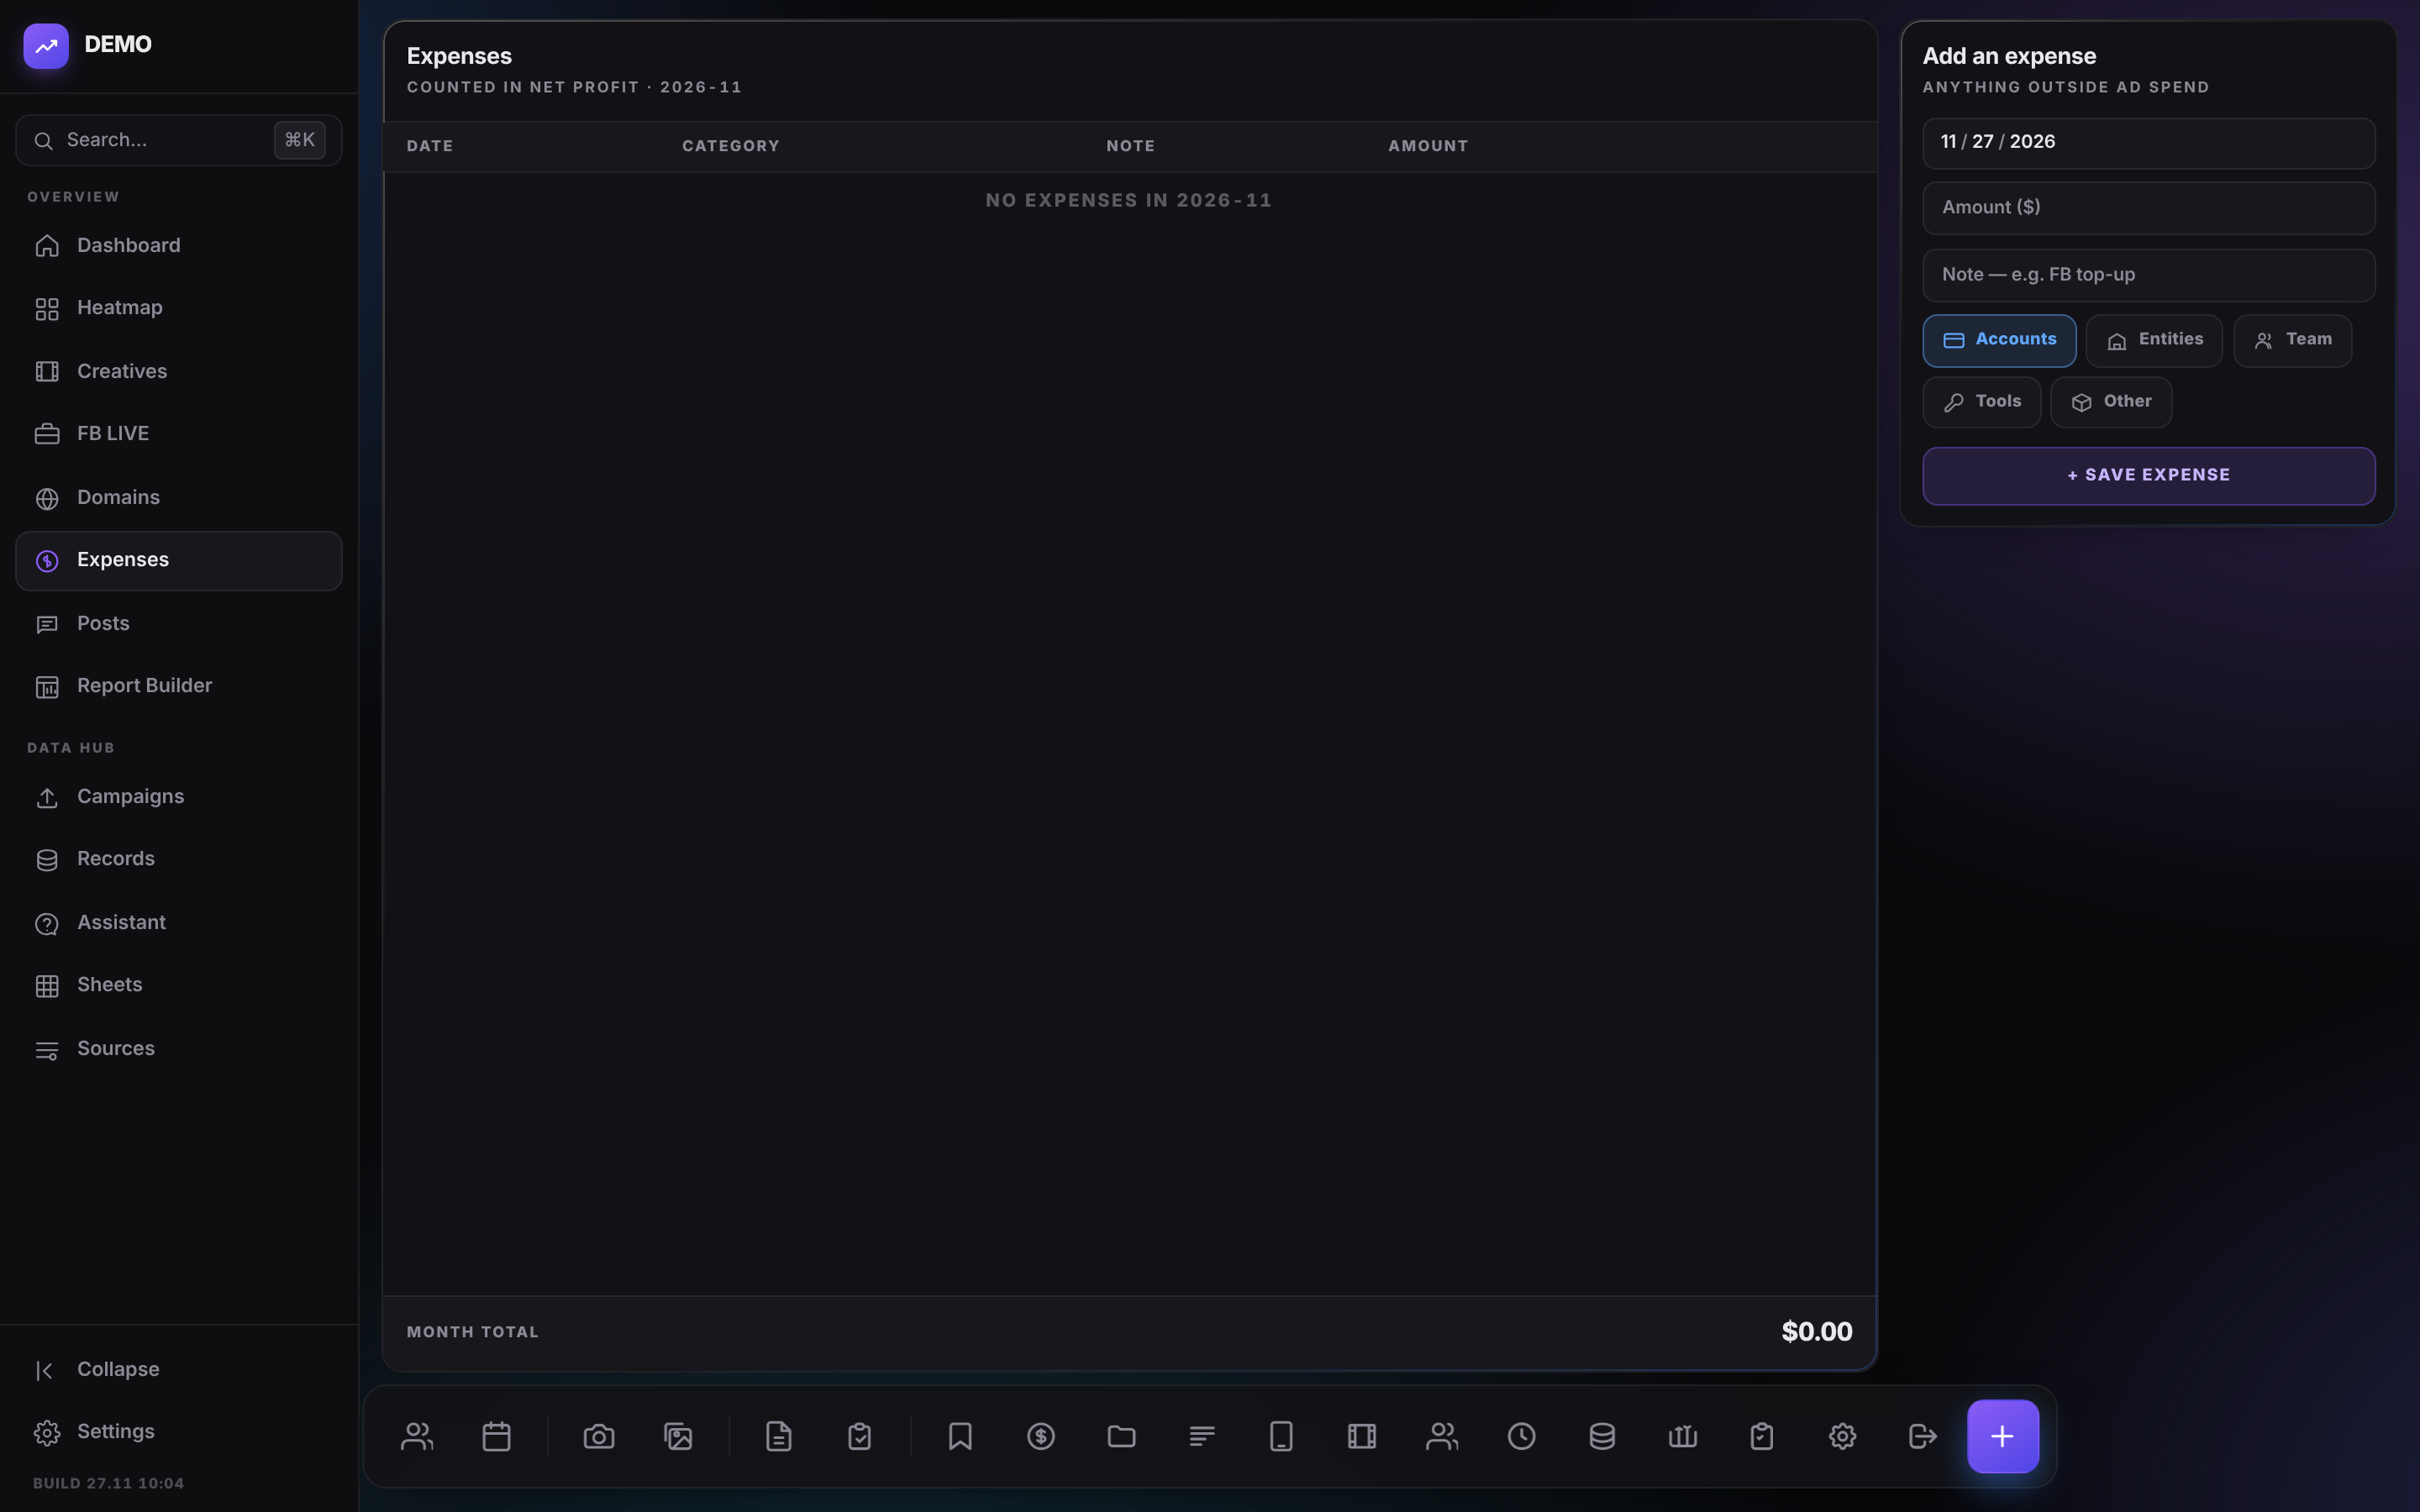 DEMO
Search...
⌘K
OVERVIEW
Dashboard
Heatmap
Creatives
FB LIVE
Domains
Expenses
Posts
Report Builder
DATA HUB
Campaigns
Records
Assistant
Sheets
Sources
Collapse
Settings
BUILD 27.11 10:04
Expenses
COUNTED IN NET PROFIT · 2026-11
DATE CATEGORY NOTE AMOUNT
NO EXPENSES IN 2026-11
MONTH TOTAL $0.00
Add an expense
ANYTHING OUTSIDE AD SPEND
11 / 27 / 2026
Amount ($)
Note — e.g. FB top-up
Accounts Entities Team
Tools Other
+ SAVE EXPENSE